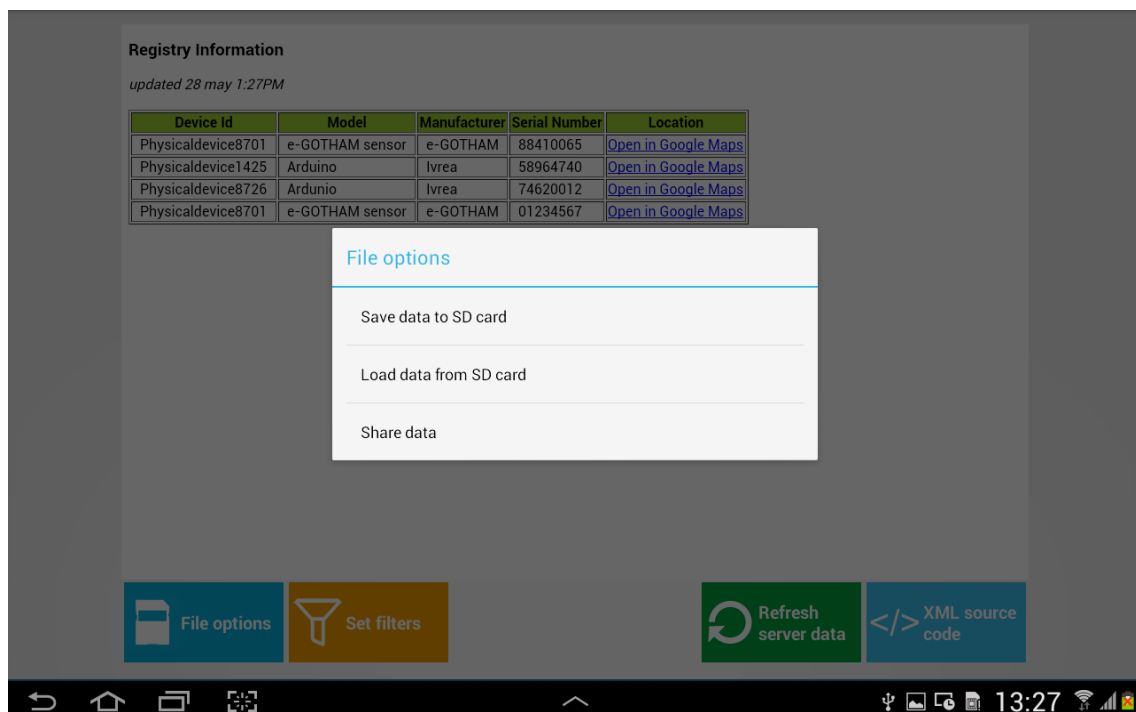 Registry Information
updated 28 may 1:27PM
Device Id Model Manufacturer Serial Number Location
Physicaldevice8701 e-GOTHAM sensor e-GOTHAM 88410065 Open in Google Maps
Physicaldevice1425 Arduino Ivrea 58964740 Open in Google Maps
Physicaldevice8726 Ardunio Ivrea 74620012 Open in Google Maps
Physicaldevice8701 e-GOTHAM sensor e-GOTHAM 01234567 Open in Google Maps
File options
Save data to SD card
Load data from SD card
Share data
File options
Set filters
Refresh
server data
</> XML source
code
13:27